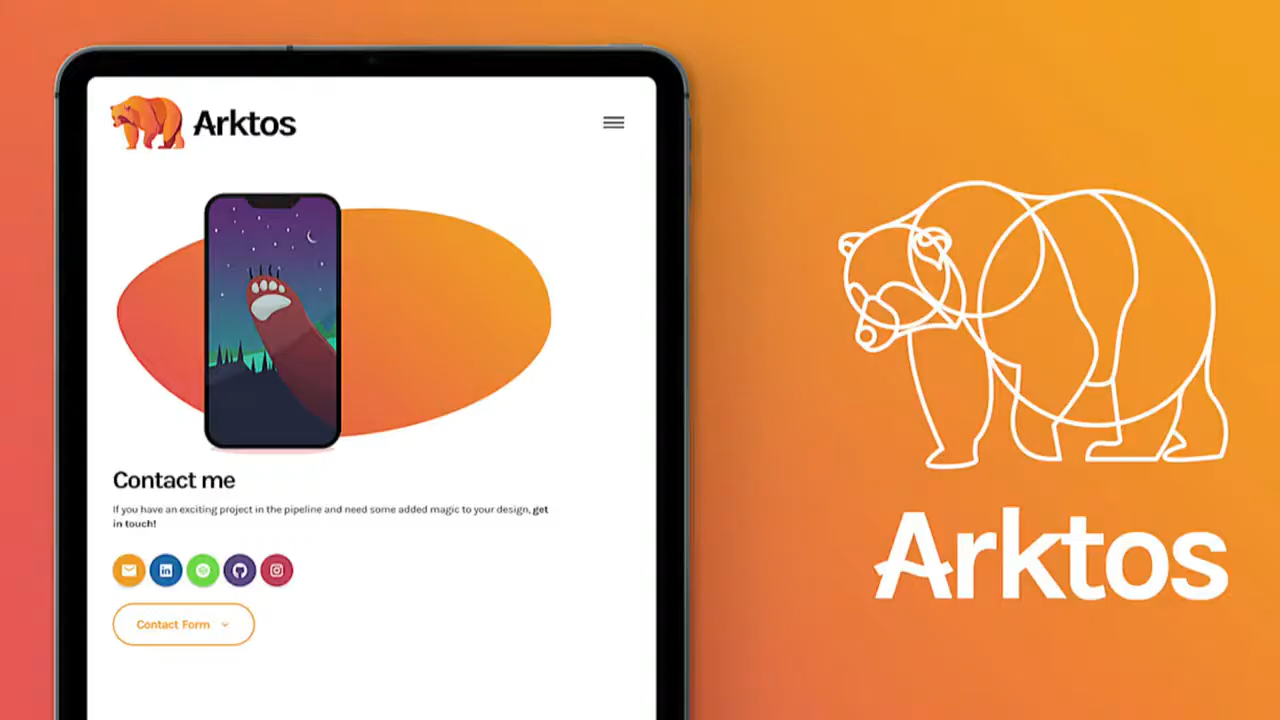 Arktos
Contact me
If you have an exciting project in the pipeline and need some added magic to your design, get
in touch!
Contact Form
Arktos